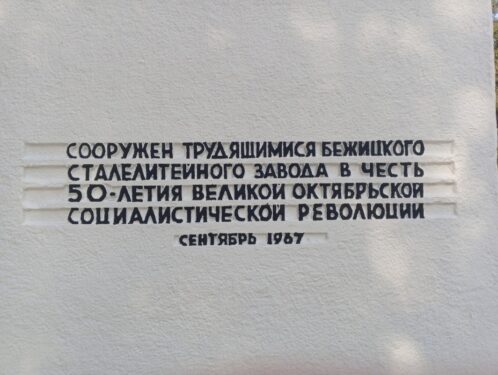 СООРУЖЕН ТРУДЯЩИМИСЯ БЕЖИЦКОГО
СТАЛЕЛИТЕЙНОГО ЗАВОДА В ЧЕСТЬ
50-ЛЕТИЯ ВЕЛИКОЙ ОКТЯБРЬСКОЙ
СОЦИАЛИСТИЧЕСКОЙ РЕВОЛЮЦИИ
СЕНТЯБРЬ 1967